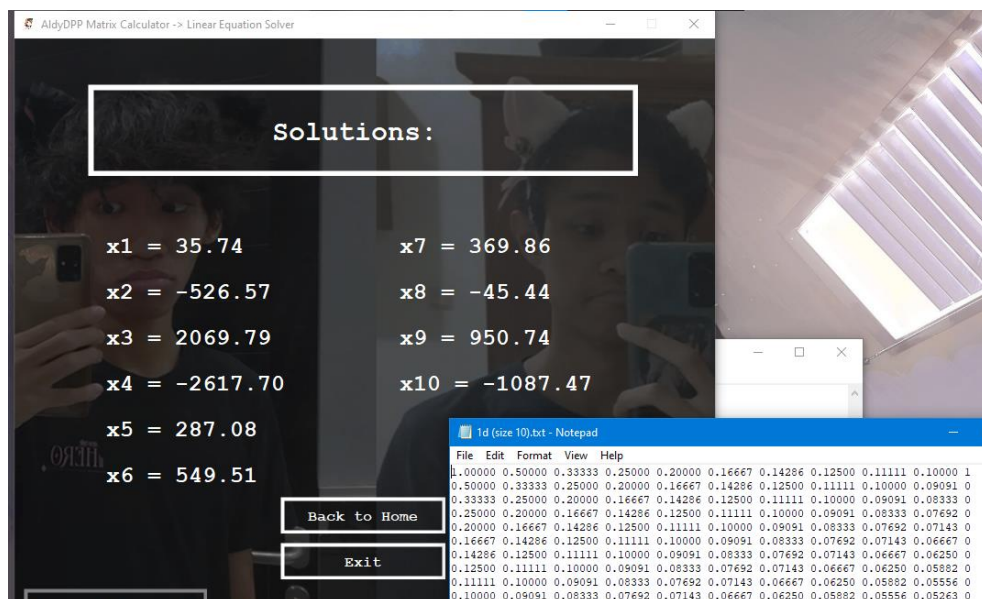 AldyDPP Matrix Calculator -> Linear Equation Solver
Solutions:
x1 = 35.74
x2 = -526.57
x3 = 2069.79
x4 = -2617.70
x5 = 287.08
x6 = 549.51
x7 = 369.86
x8 = -45.44
x9 = 950.74
x10 = -1087.47
Back to Home
Exit
1d (size 10).txt - Notepad
File Edit Format View Help
1.00000 0.50000 0.33333 0.25000 0.20000 0.16667 0.14286 0.12500 0.11111 0.10000 1
0.50000 0.33333 0.25000 0.20000 0.16667 0.14286 0.12500 0.11111 0.10000 0.09091 0
0.33333 0.25000 0.20000 0.16667 0.14286 0.12500 0.11111 0.10000 0.09091 0.08333 0
0.25000 0.20000 0.16667 0.14286 0.12500 0.11111 0.10000 0.09091 0.08333 0.07692 0
0.20000 0.16667 0.14286 0.12500 0.11111 0.10000 0.09091 0.08333 0.07692 0.07143 0
0.16667 0.14286 0.12500 0.11111 0.10000 0.09091 0.08333 0.07692 0.07143 0.06667 0
0.14286 0.12500 0.11111 0.10000 0.09091 0.08333 0.07692 0.07143 0.06667 0.06250 0
0.12500 0.11111 0.10000 0.09091 0.08333 0.07692 0.07143 0.06667 0.06250 0.05882 0
0.11111 0.10000 0.09091 0.08333 0.07692 0.07143 0.06667 0.06250 0.05882 0.05556 0
0.10000 0.09091 0.08333 0.07692 0.07143 0.06667 0.06250 0.05882 0.05556 0.05263 0